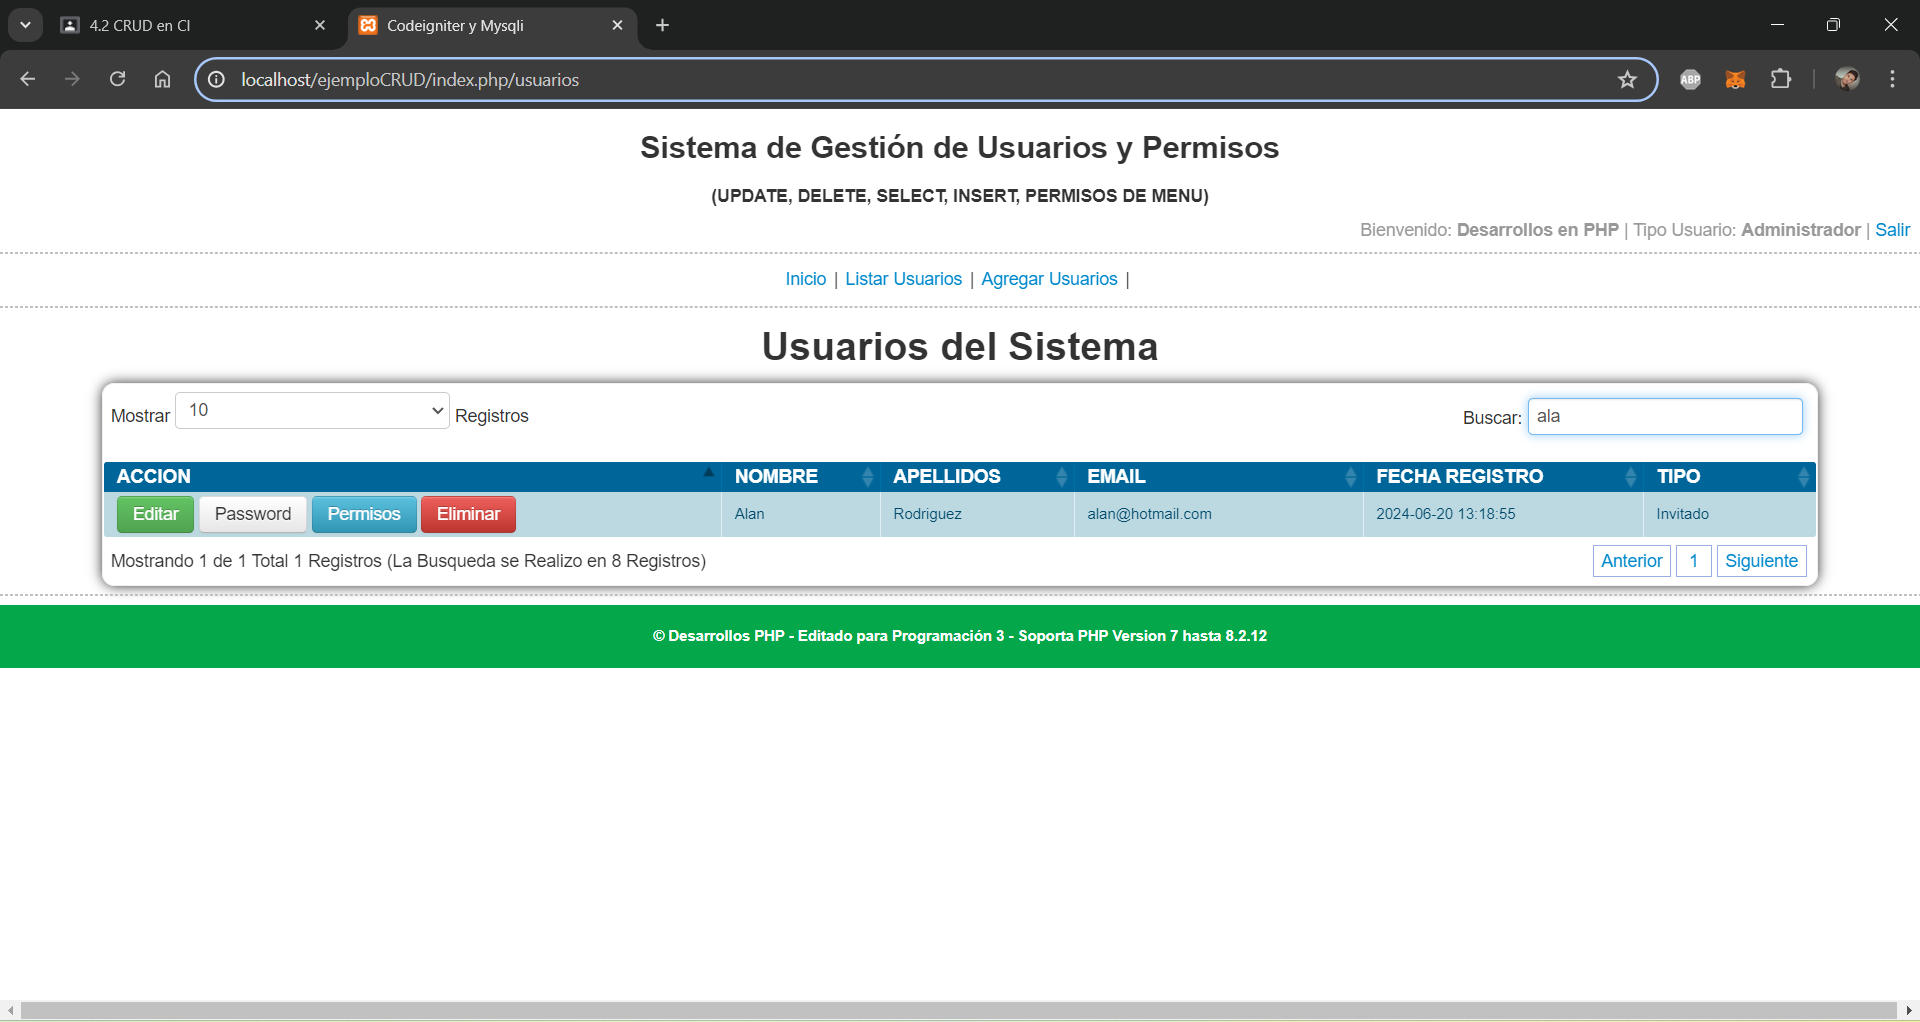 4.2 CRUD en CI
Codeigniter y Mysqli
localhost/ejemploCRUD/index.php/usuarios
ABP
Sistema de Gestión de Usuarios y Permisos
(UPDATE, DELETE, SELECT, INSERT, PERMISOS DE MENU)
Bienvenido: Desarrollos en PHP | Tipo Usuario: Administrador | Salir
Inicio | Listar Usuarios | Agregar Usuarios |
Usuarios del Sistema
Mostrar 10 Registros
Buscar: ala
ACCION NOMBRE APELLIDOS EMAIL FECHA REGISTRO TIPO
Editar Password Permisos Eliminar Alan Rodriguez alan@hotmail.com 2024-06-20 13:18:55 Invitado
Mostrando 1 de 1 Total 1 Registros (La Busqueda se Realizo en 8 Registros)
Anterior 1 Siguiente
© Desarrollos PHP - Editado para Programación 3 - Soporta PHP Version 7 hasta 8.2.12